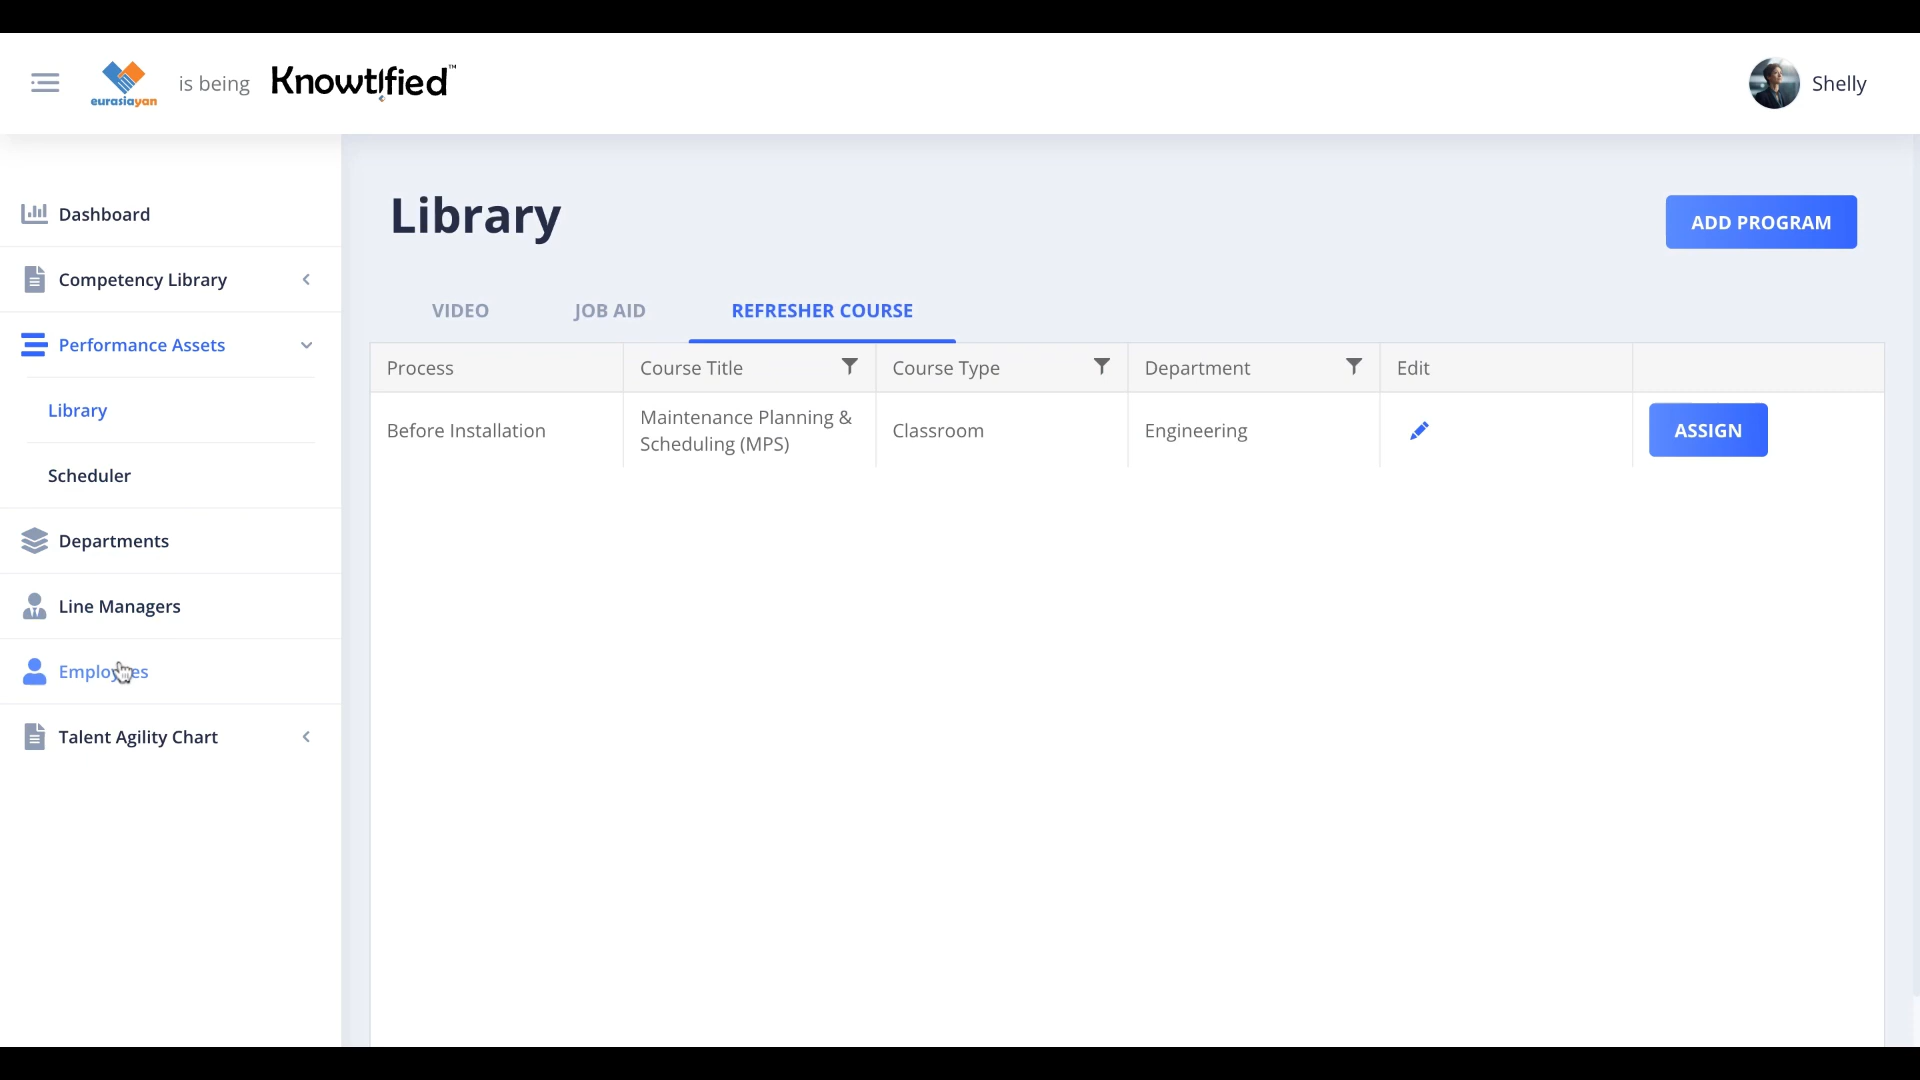 eurasiayan
is being
Knowtified™
Shelly
Dashboard
Competency Library
Performance Assets
Library
Scheduler
Departments
Line Managers
Employees
Talent Agility Chart
Library
ADD PROGRAM
VIDEO
JOB AID
REFRESHER COURSE
Process
Course Title
Course Type
Department
Edit
Before Installation
Maintenance Planning &
Scheduling (MPS)
Classroom
Engineering
ASSIGN